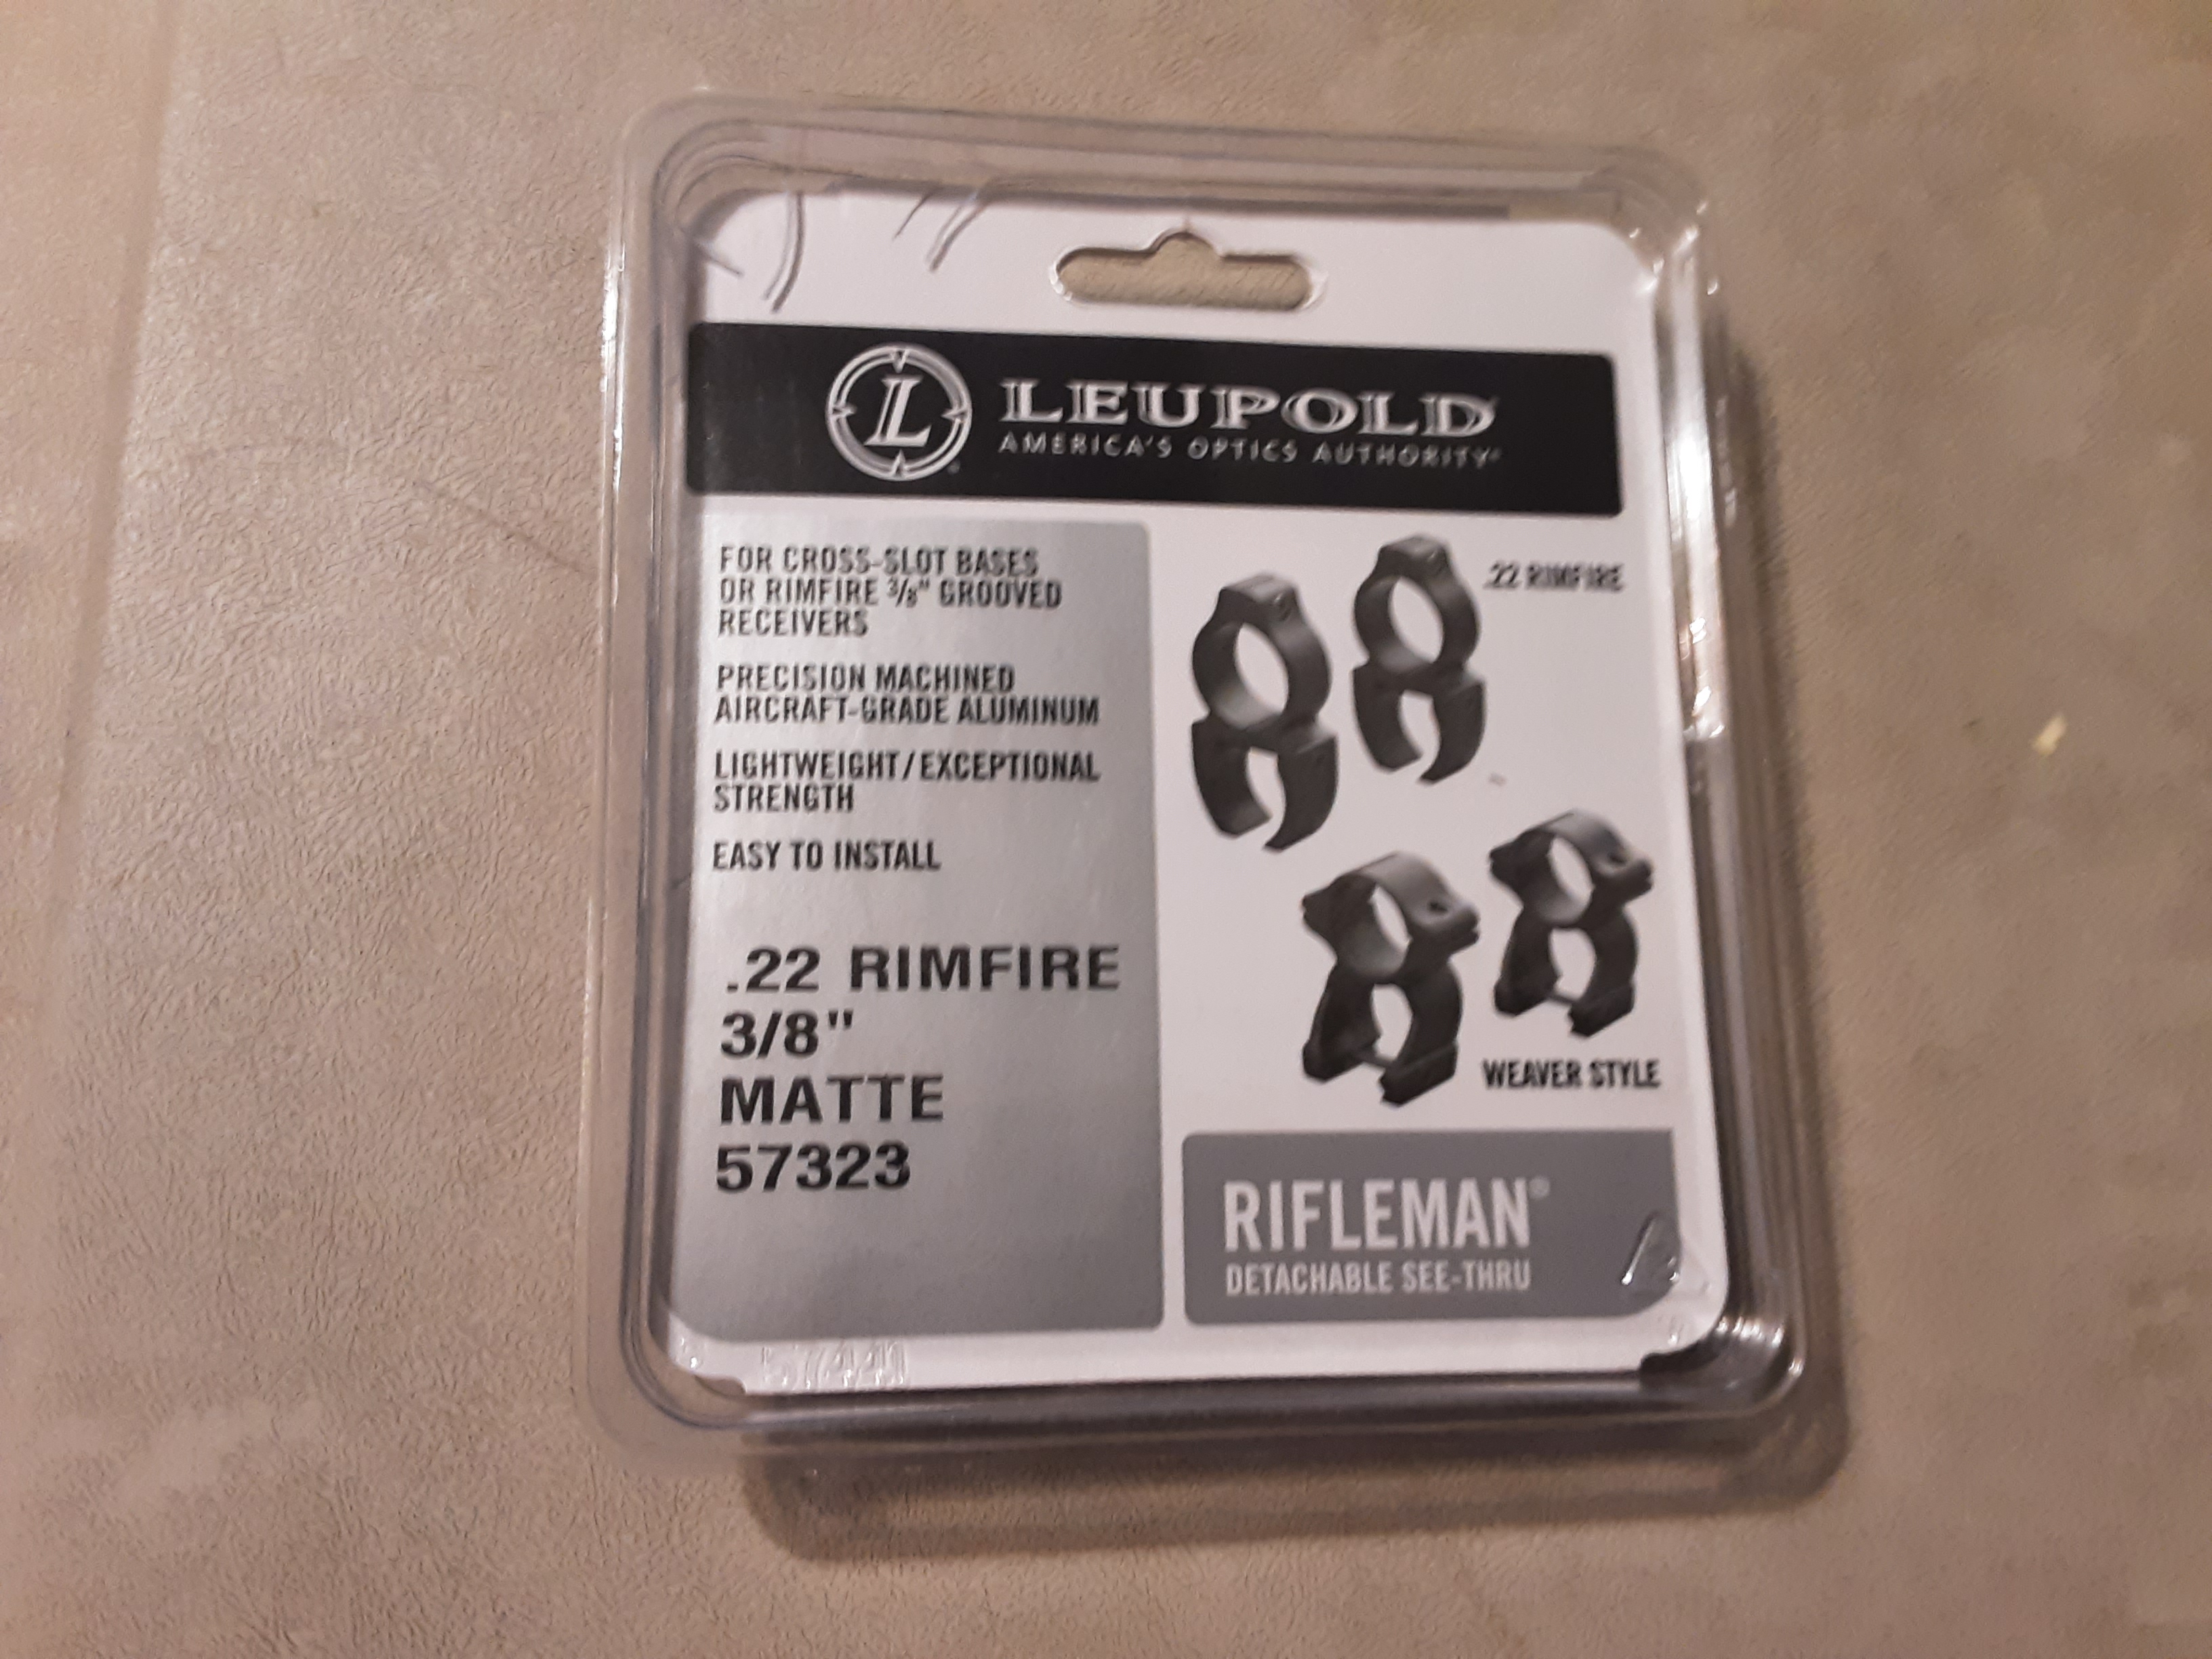 L
LEUPOLD
AMERICA'S OPTICS AUTHORITY®
FOR CROSS-SLOT BASES
OR RIMFIRE ⅜" GROOVED
RECEIVERS
PRECISION MACHINED
AIRCRAFT-GRADE ALUMINUM
LIGHTWEIGHT/EXCEPTIONAL
STRENGTH
EASY TO INSTALL
.22 RIMFIRE
3/8"
MATTE
57323
.22 RIMFIRE
WEAVER STYLE
RIFLEMAN®
DETACHABLE SEE-THRU
57441